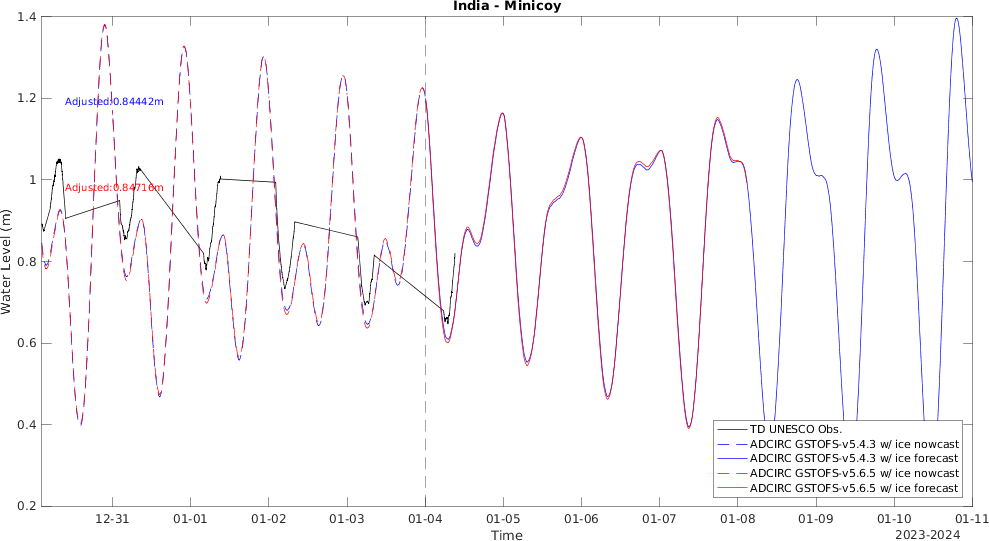 India - Minicoy
1.4
1.2
1
0.8
0.6
0.4
0.2
Water Level (m)
Adjusted:0.84442m
Adjusted:0.84716m
TD UNESCO Obs.
ADCIRC GSTOFS-v5.4.3 w/ ice nowcast
ADCIRC GSTOFS-v5.4.3 w/ ice forecast
ADCIRC GSTOFS-v5.6.5 w/ ice nowcast
ADCIRC GSTOFS-v5.6.5 w/ ice forecast
12-31 01-01 01-02 01-03 01-04 01-05 01-06 01-07 01-08 01-09 01-10 01-11
Time
2023-2024